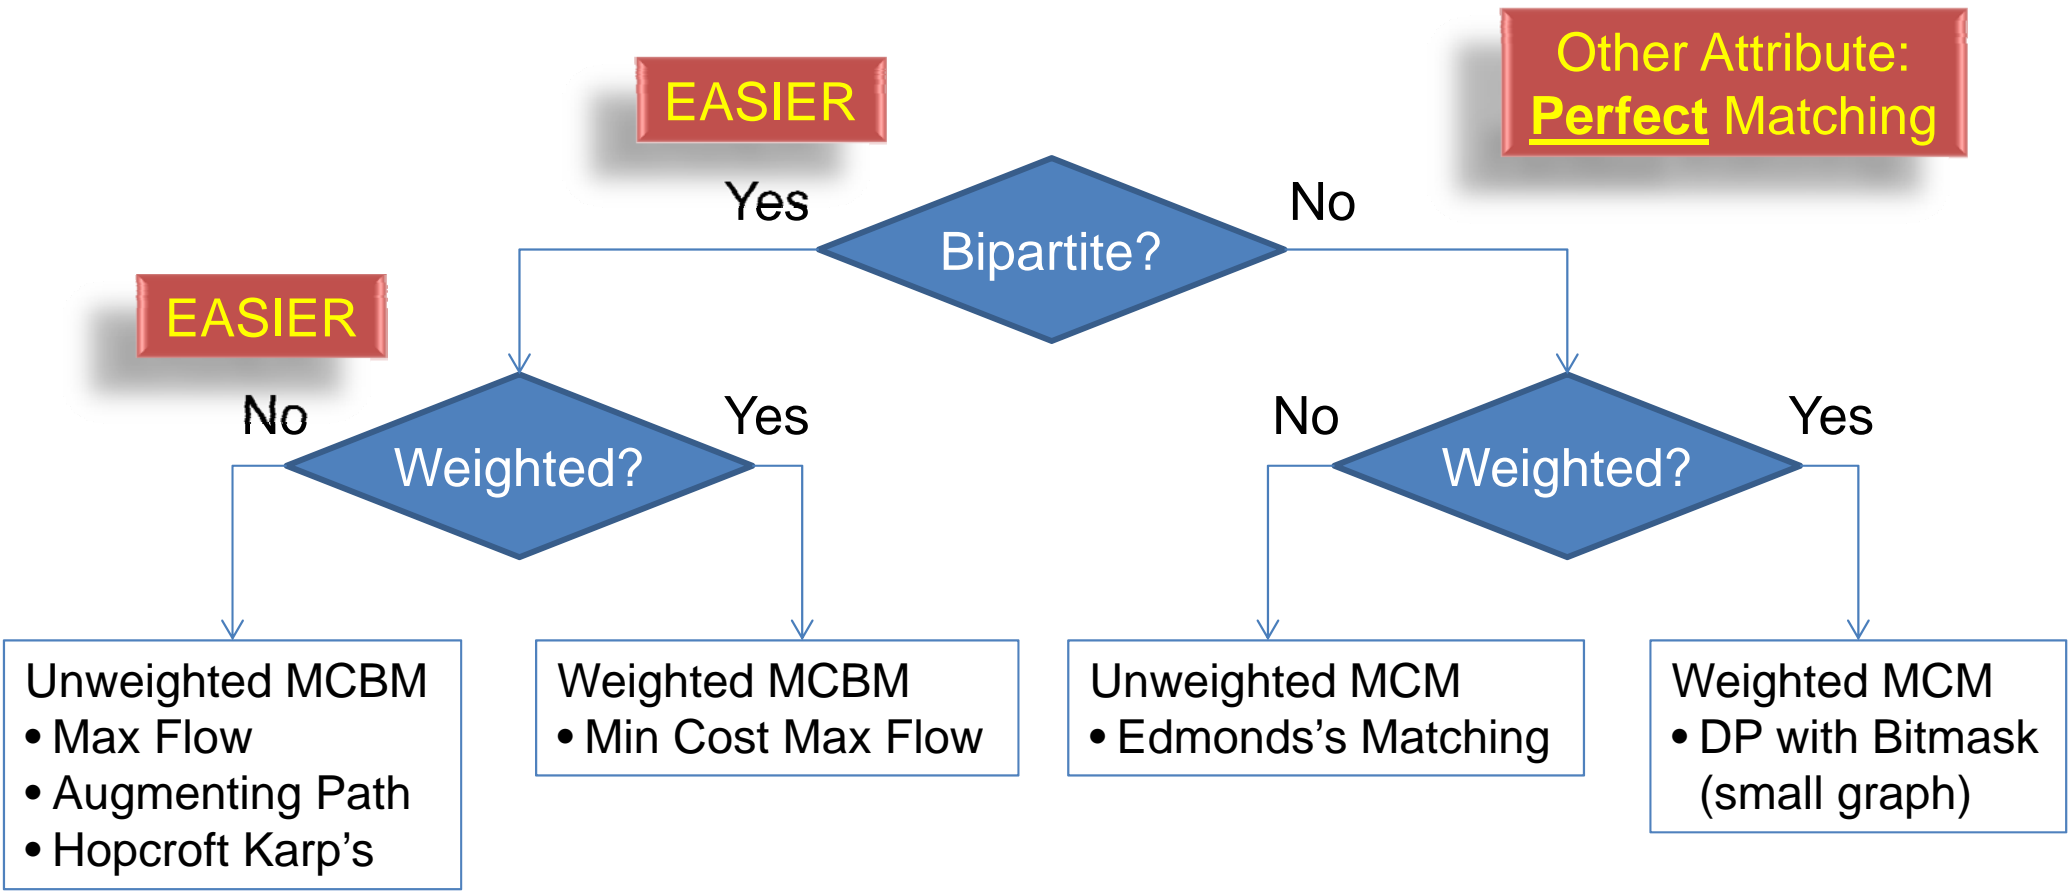 EASIER
Other Attribute:
Perfect Matching
Yes
No
Bipartite?
EASIER
No
Yes
No
Yes
Weighted?
Weighted?
Unweighted MCBM
• Max Flow
• Augmenting Path
• Hopcroft Karp’s
Weighted MCBM
• Min Cost Max Flow
Unweighted MCM
• Edmonds’s Matching
Weighted MCM
• DP with Bitmask
(small graph)